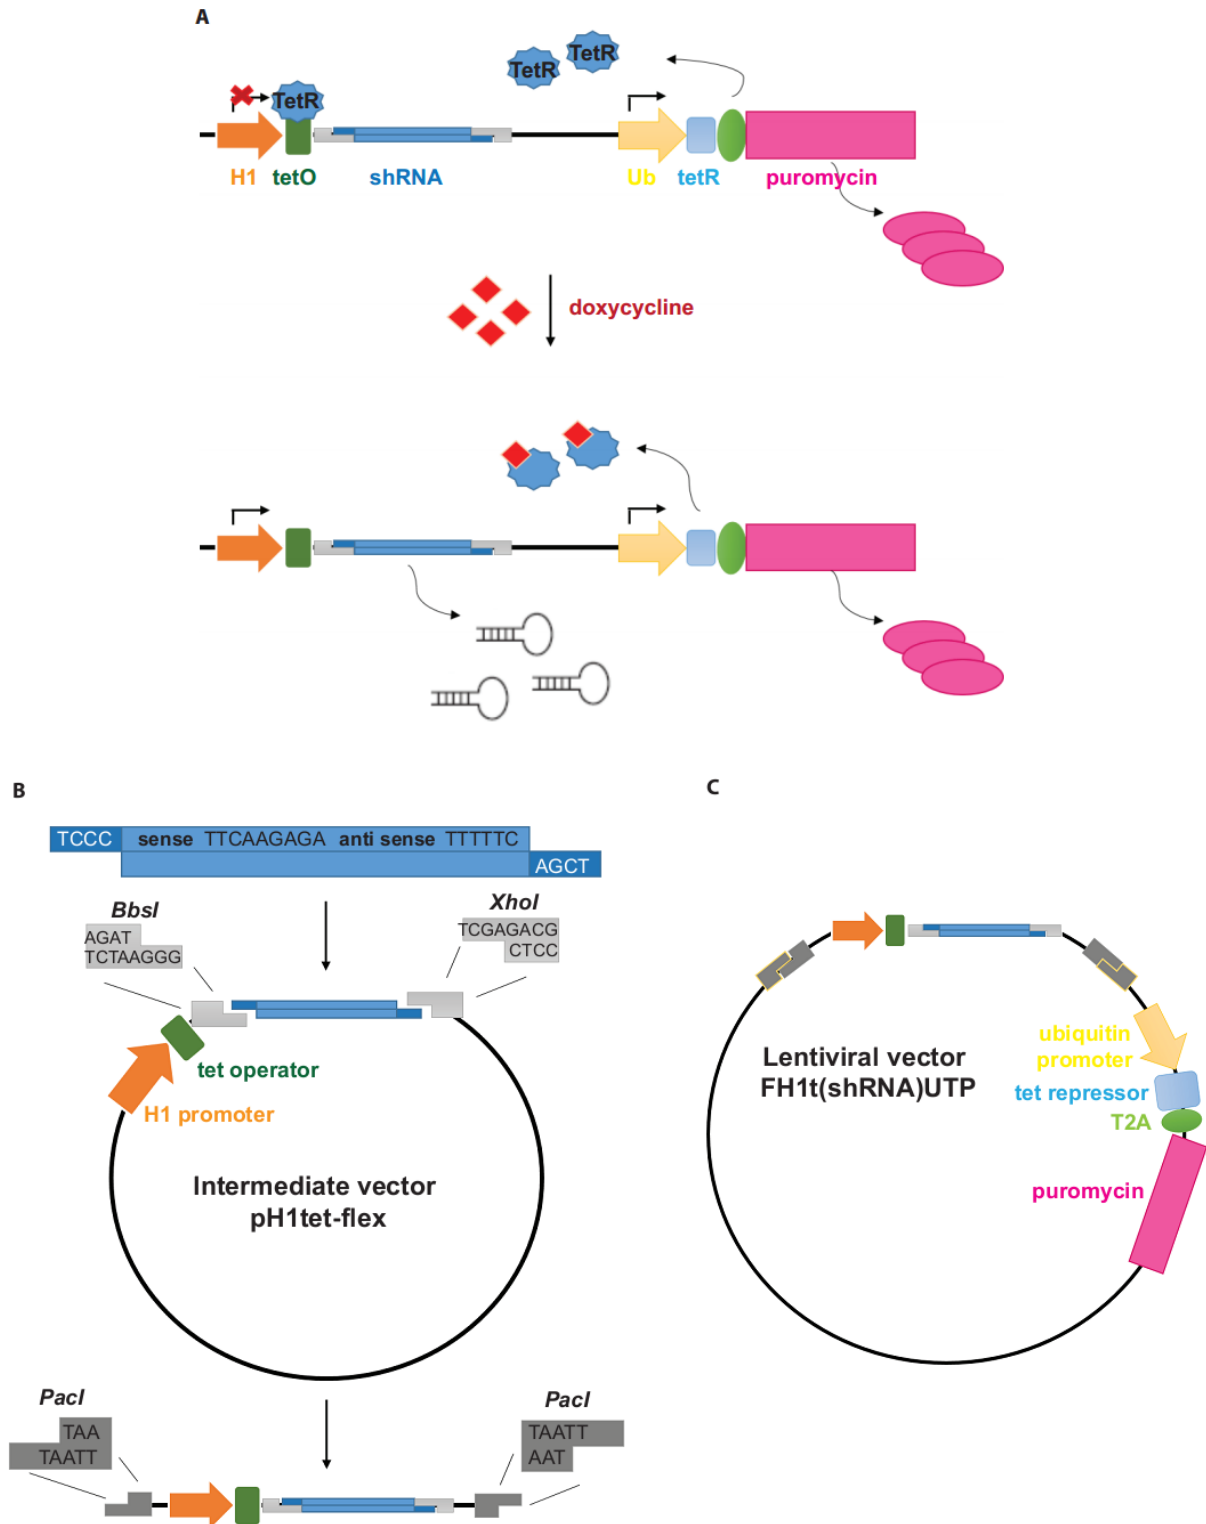 A
TetR
TetR
TetR
H1 tetO shRNA Ub tetR puromycin
doxycycline
B
C
TCCC sense TTCAAGAGA anti sense TTTTTC
AGCT
BbsI
XhoI
AGAT
TCTAAGGG
TCGAGACG
CTCC
tet operator
H1 promoter
Intermediate vector
pH1tet-flex
ubiquitin
promoter
Lentiviral vector
FH1t(shRNA)UTP
tet repressor
T2A
puromycin
PacI
PacI
TAA
TAATT
TAATT
AAT